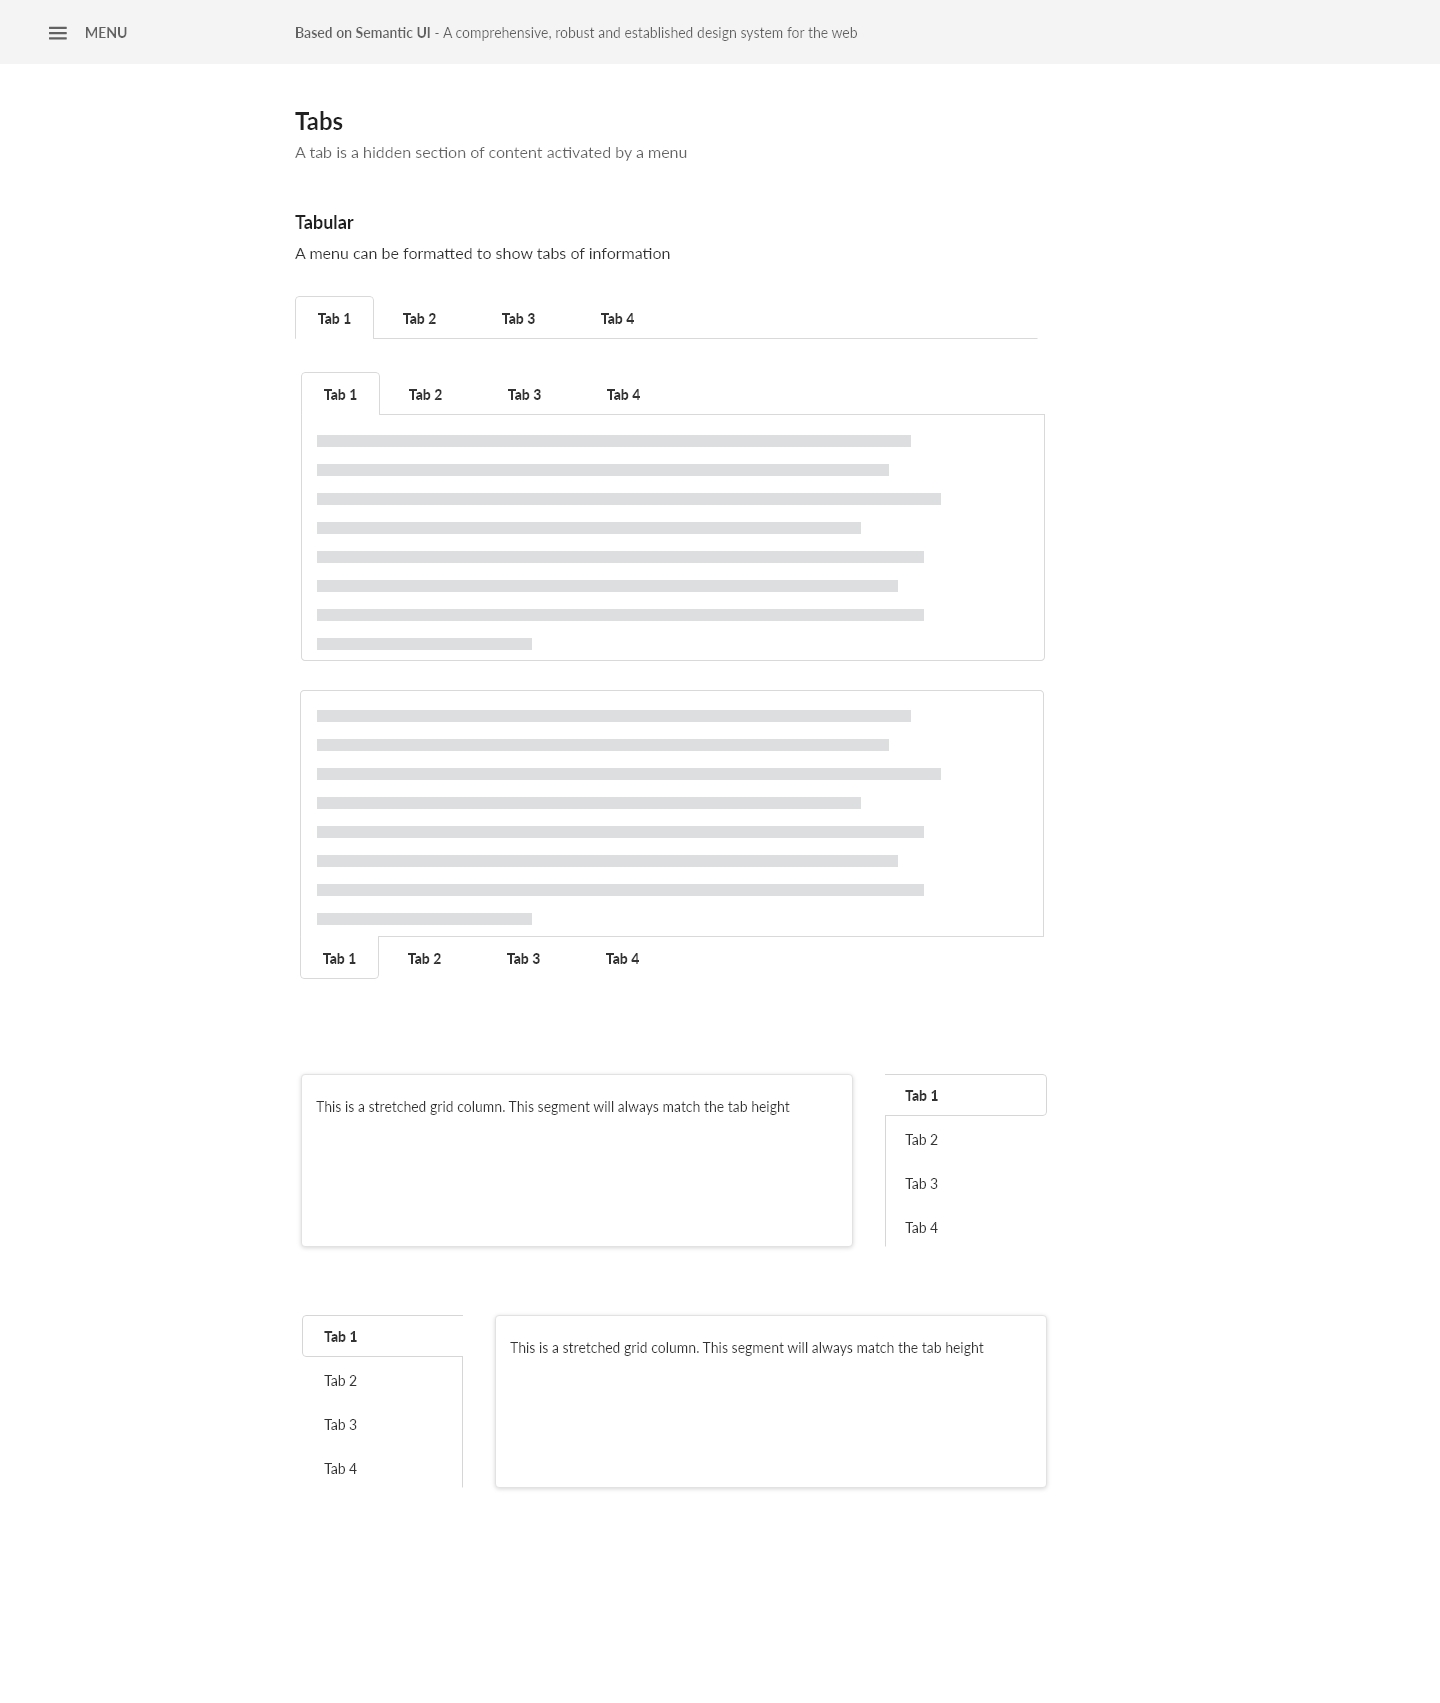 MENU
Based on Semantic UI - A comprehensive, robust and established design system for the web
Tabs
A tab is a hidden section of content activated by a menu
Tabular
A menu can be formatted to show tabs of information
Tab 1 Tab 2 Tab 3 Tab 4
Tab 1 Tab 2 Tab 3 Tab 4
Tab 1 Tab 2 Tab 3 Tab 4
This is a stretched grid column. This segment will always match the tab height
Tab 1
Tab 2
Tab 3
Tab 4
Tab 1
Tab 2
Tab 3
Tab 4
This is a stretched grid column. This segment will always match the tab height